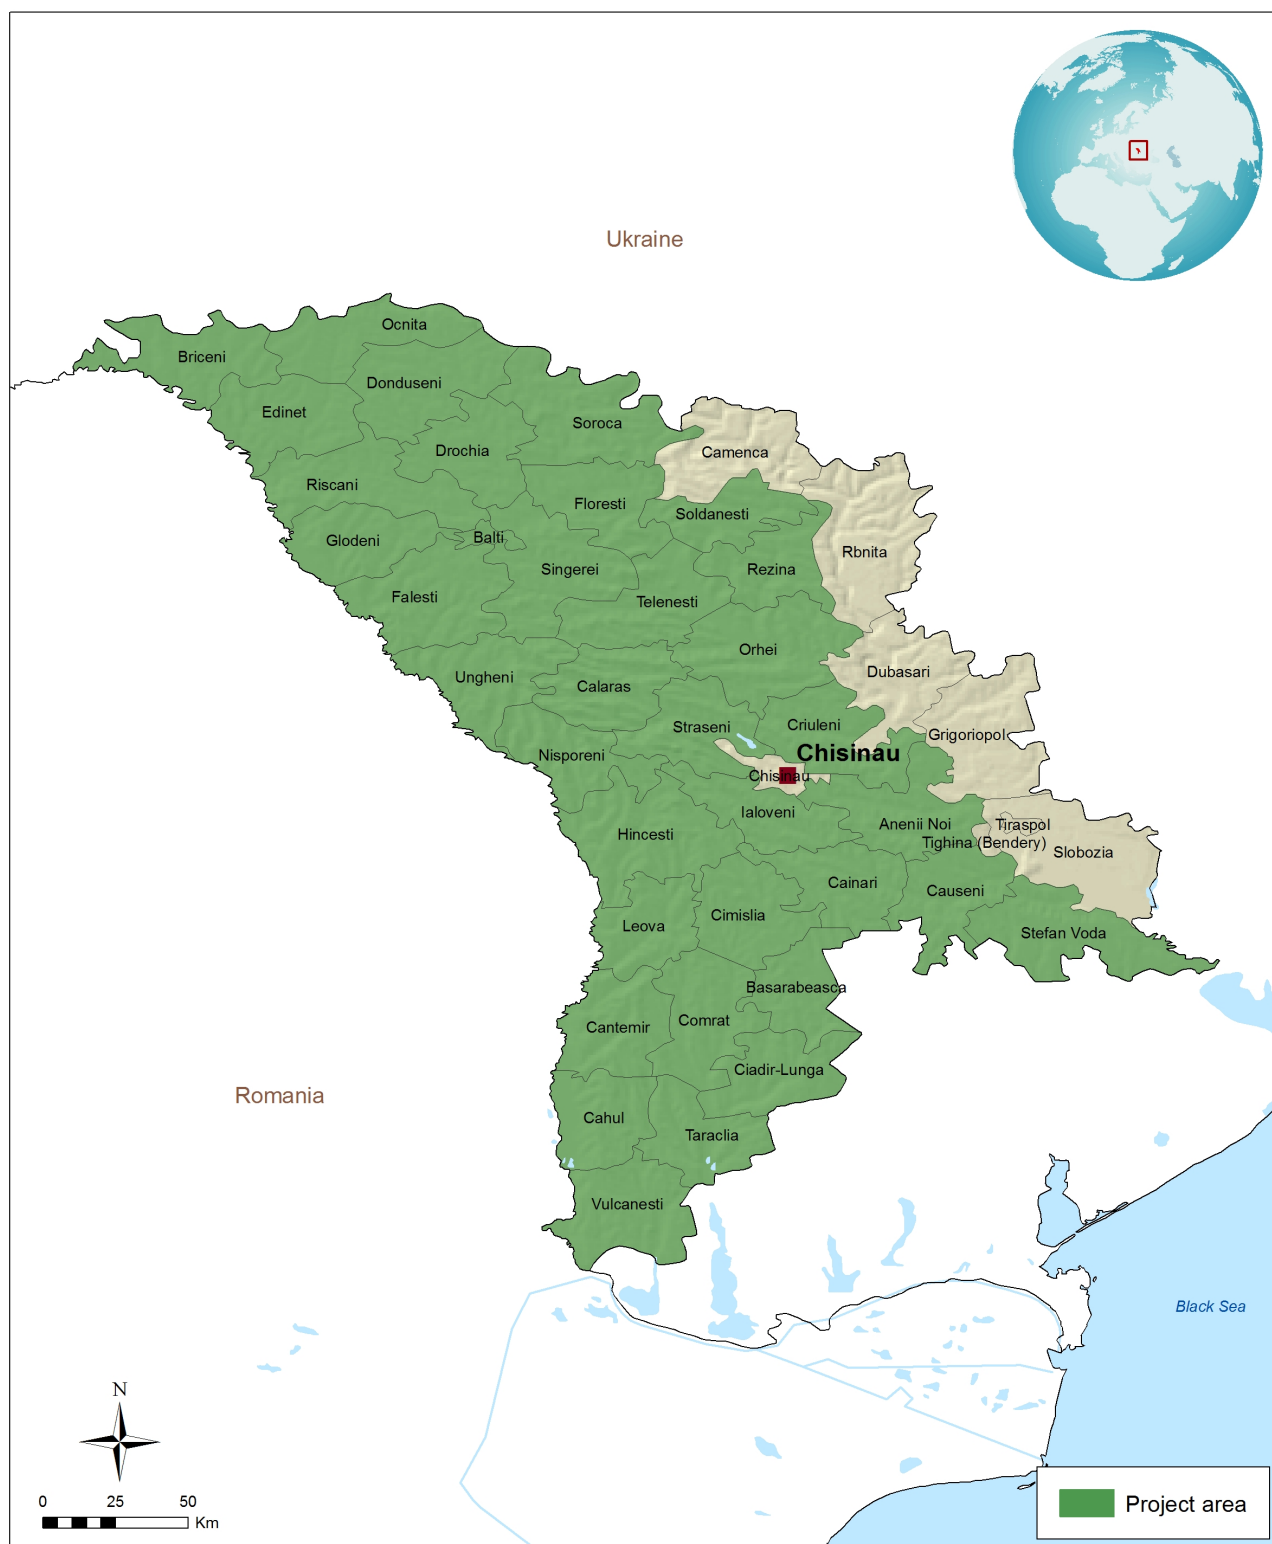 Ukraine
Ocnita
Briceni
Donduseni
Edinet
Soroca
Drochia
Camenca
Riscani
Floresti
Soldanesti
Glodeni
Balti
Rbnita
Singerei
Rezina
Falesti
Telenesti
Orhei
Dubasari
Ungheni
Calaras
Straseni
Criuleni
Grigoriopol
Nisporeni
Chisinau
Chisinau
Ialoveni
Anenii Noi
Tiraspol
Hincesti
Tighina (Bendery)
Slobozia
Cainari
Causeni
Leova
Cimislia
Stefan Voda
Basarabeasca
Cantemir
Comrat
Ciadir-Lunga
Romania
Cahul
Taraclia
Vulcanesti
Black Sea
N
0 25 50
Km
Project area